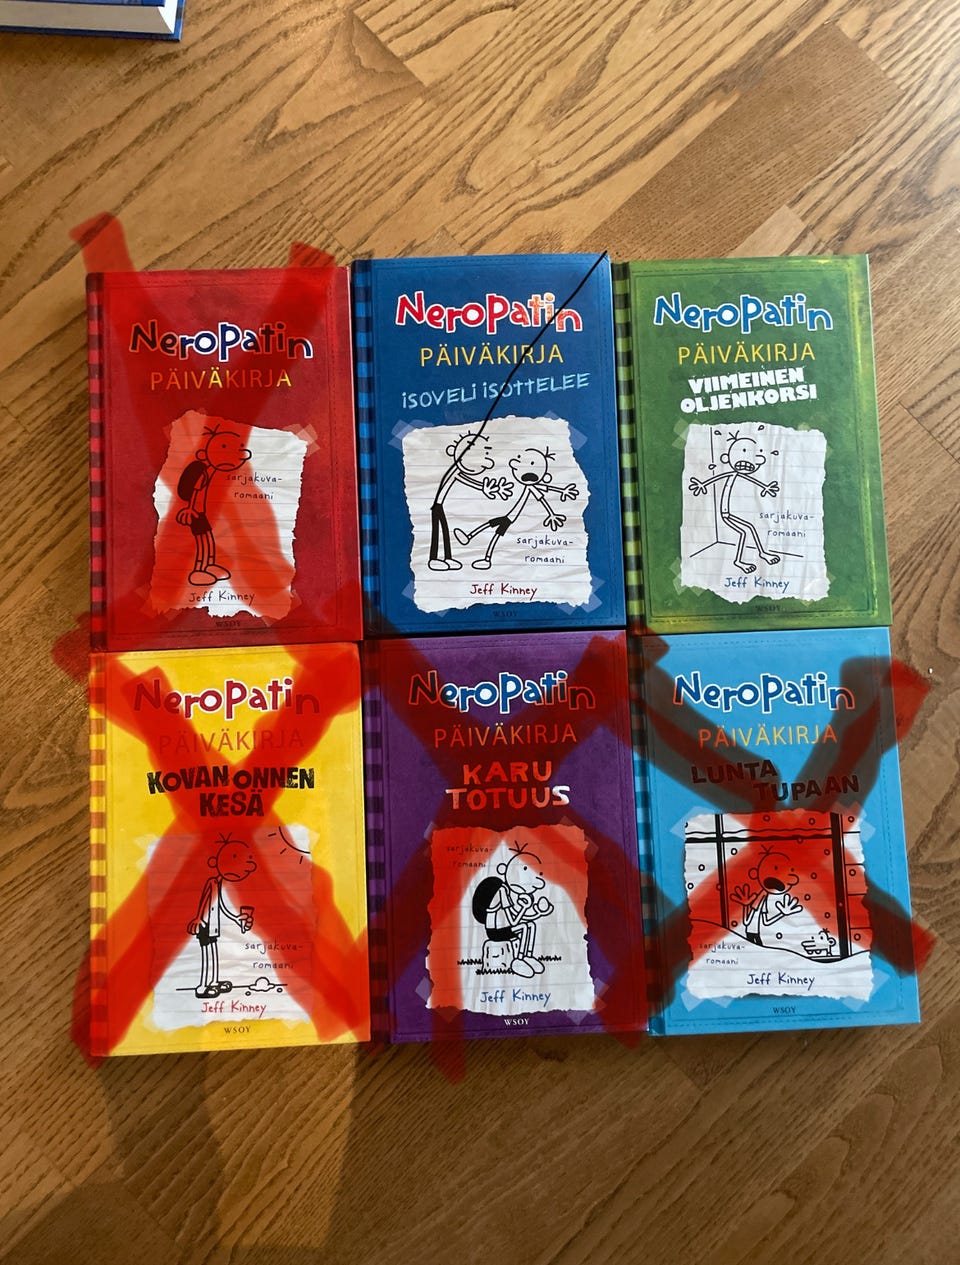 Neropatin
PÄIVÄKIRJA
sarjakuva-
romaani
Jeff Kinney
WSOY
Neropatin
PÄIVÄKIRJA
ISOVELI ISOTTELEE
sarjakuva-
romaani
Jeff Kinney
WSOY
Neropatin
PÄIVÄKIRJA
VIIMEINEN
OLJENKORSI
sarjakuva-
romaani
Jeff Kinney
WSOY
Neropatin
PÄIVÄKIRJA
KOVAN ONNEN
KESÄ
sarjakuva-
romaani
Jeff Kinney
WSOY
Neropatin
PÄIVÄKIRJA
KARU
TOTUUS
sarjakuva-
romaani
Jeff Kinney
WSOY
Neropatin
PÄIVÄKIRJA
LUNTA
TUPAAN
sarjakuva-
romaani
Jeff Kinney
WSOY